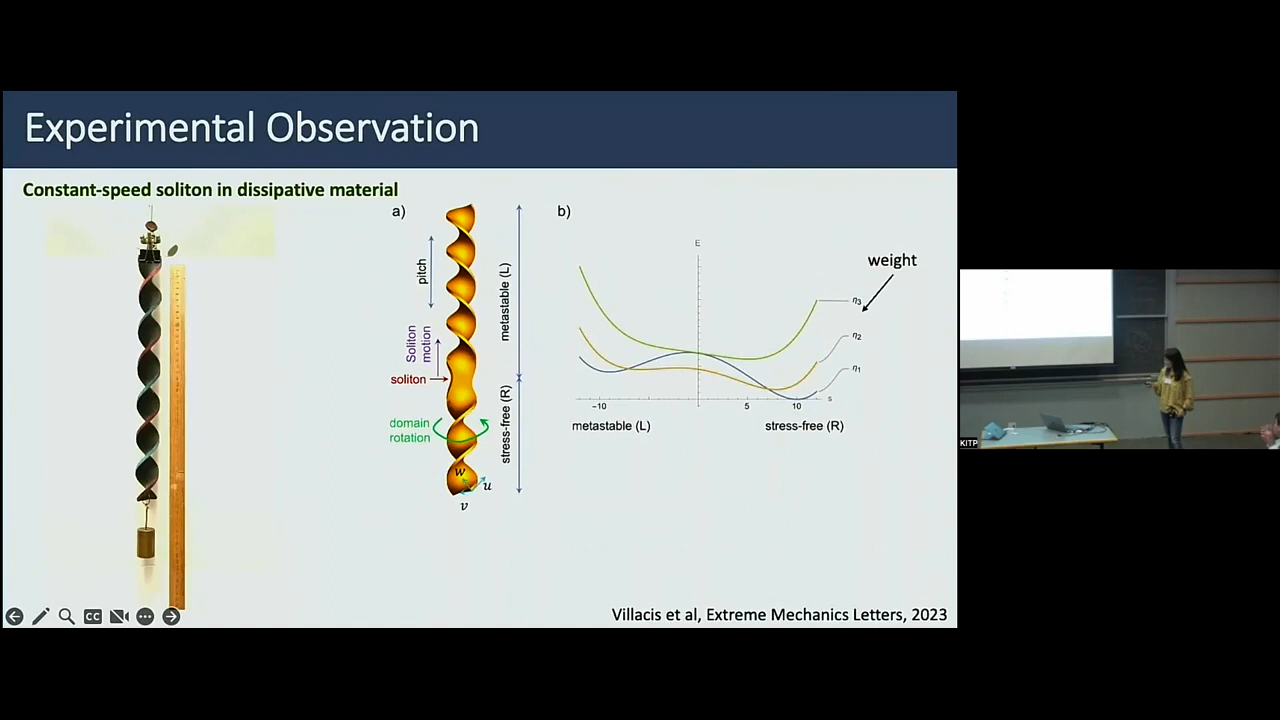 Experimental Observation
Constant-speed soliton in dissipative material
a)
pitch
Soliton
motion
soliton
domain
rotation
metastable (L)
stress-free (R)
w
u
v
b)
E
weight
η3
η2
η1
s
−10
5
10
metastable (L)
stress-free (R)
CC
Villacis et al, Extreme Mechanics Letters, 2023
KITP